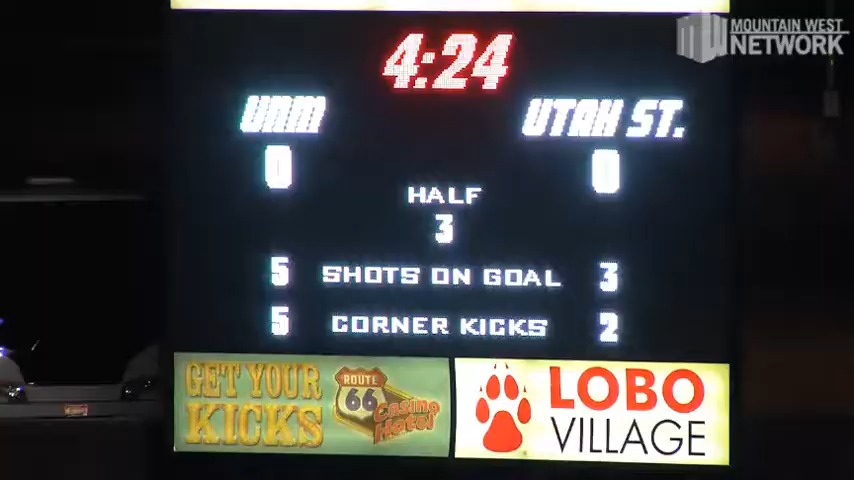 MOUNTAIN WEST
NETWORK
4:24
UNM
UTAH ST.
0
0
HALF
3
5 SHOTS ON GOAL 3
5 CORNER KICKS 2
GET YOUR
KICKS
ROUTE
66
Casino
Hotel
LOBO
VILLAGE